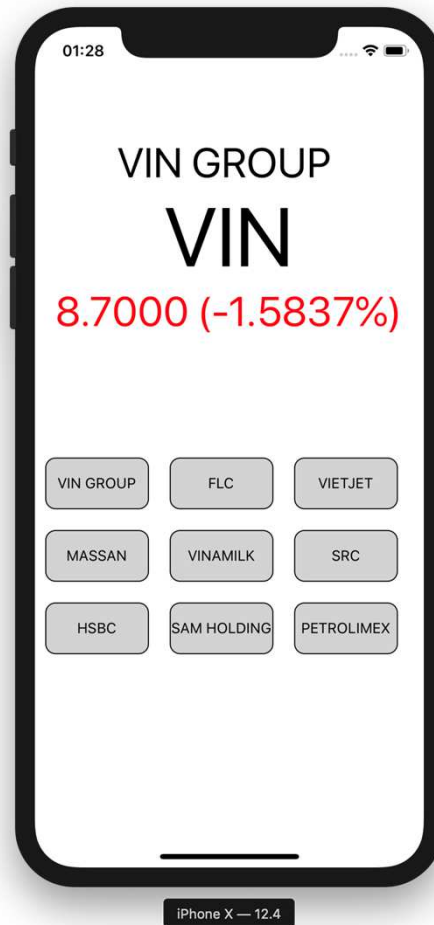 01:28
VIN GROUP
VIN
8.7000 (-1.5837%)
VIN GROUP FLC VIETJET
MASSAN VINAMILK SRC
HSBC SAM HOLDING PETROLIMEX
iPhone X — 12.4